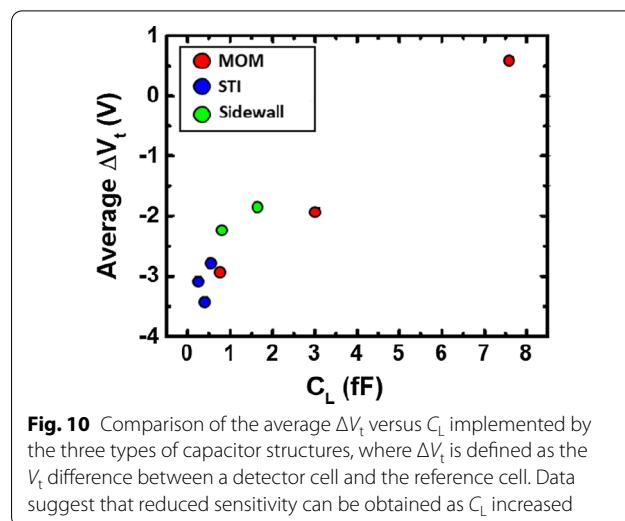 1
0
-1
-2
-3
-4
Average ΔVt (V)
MOM
STI
Sidewall
0 1 2 3 4 5 6 7 8
CL (fF)
Fig. 10 Comparison of the average ΔVt versus CL implemented by
the three types of capacitor structures, where ΔVt is defined as the
Vt difference between a detector cell and the reference cell. Data
suggest that reduced sensitivity can be obtained as CL increased